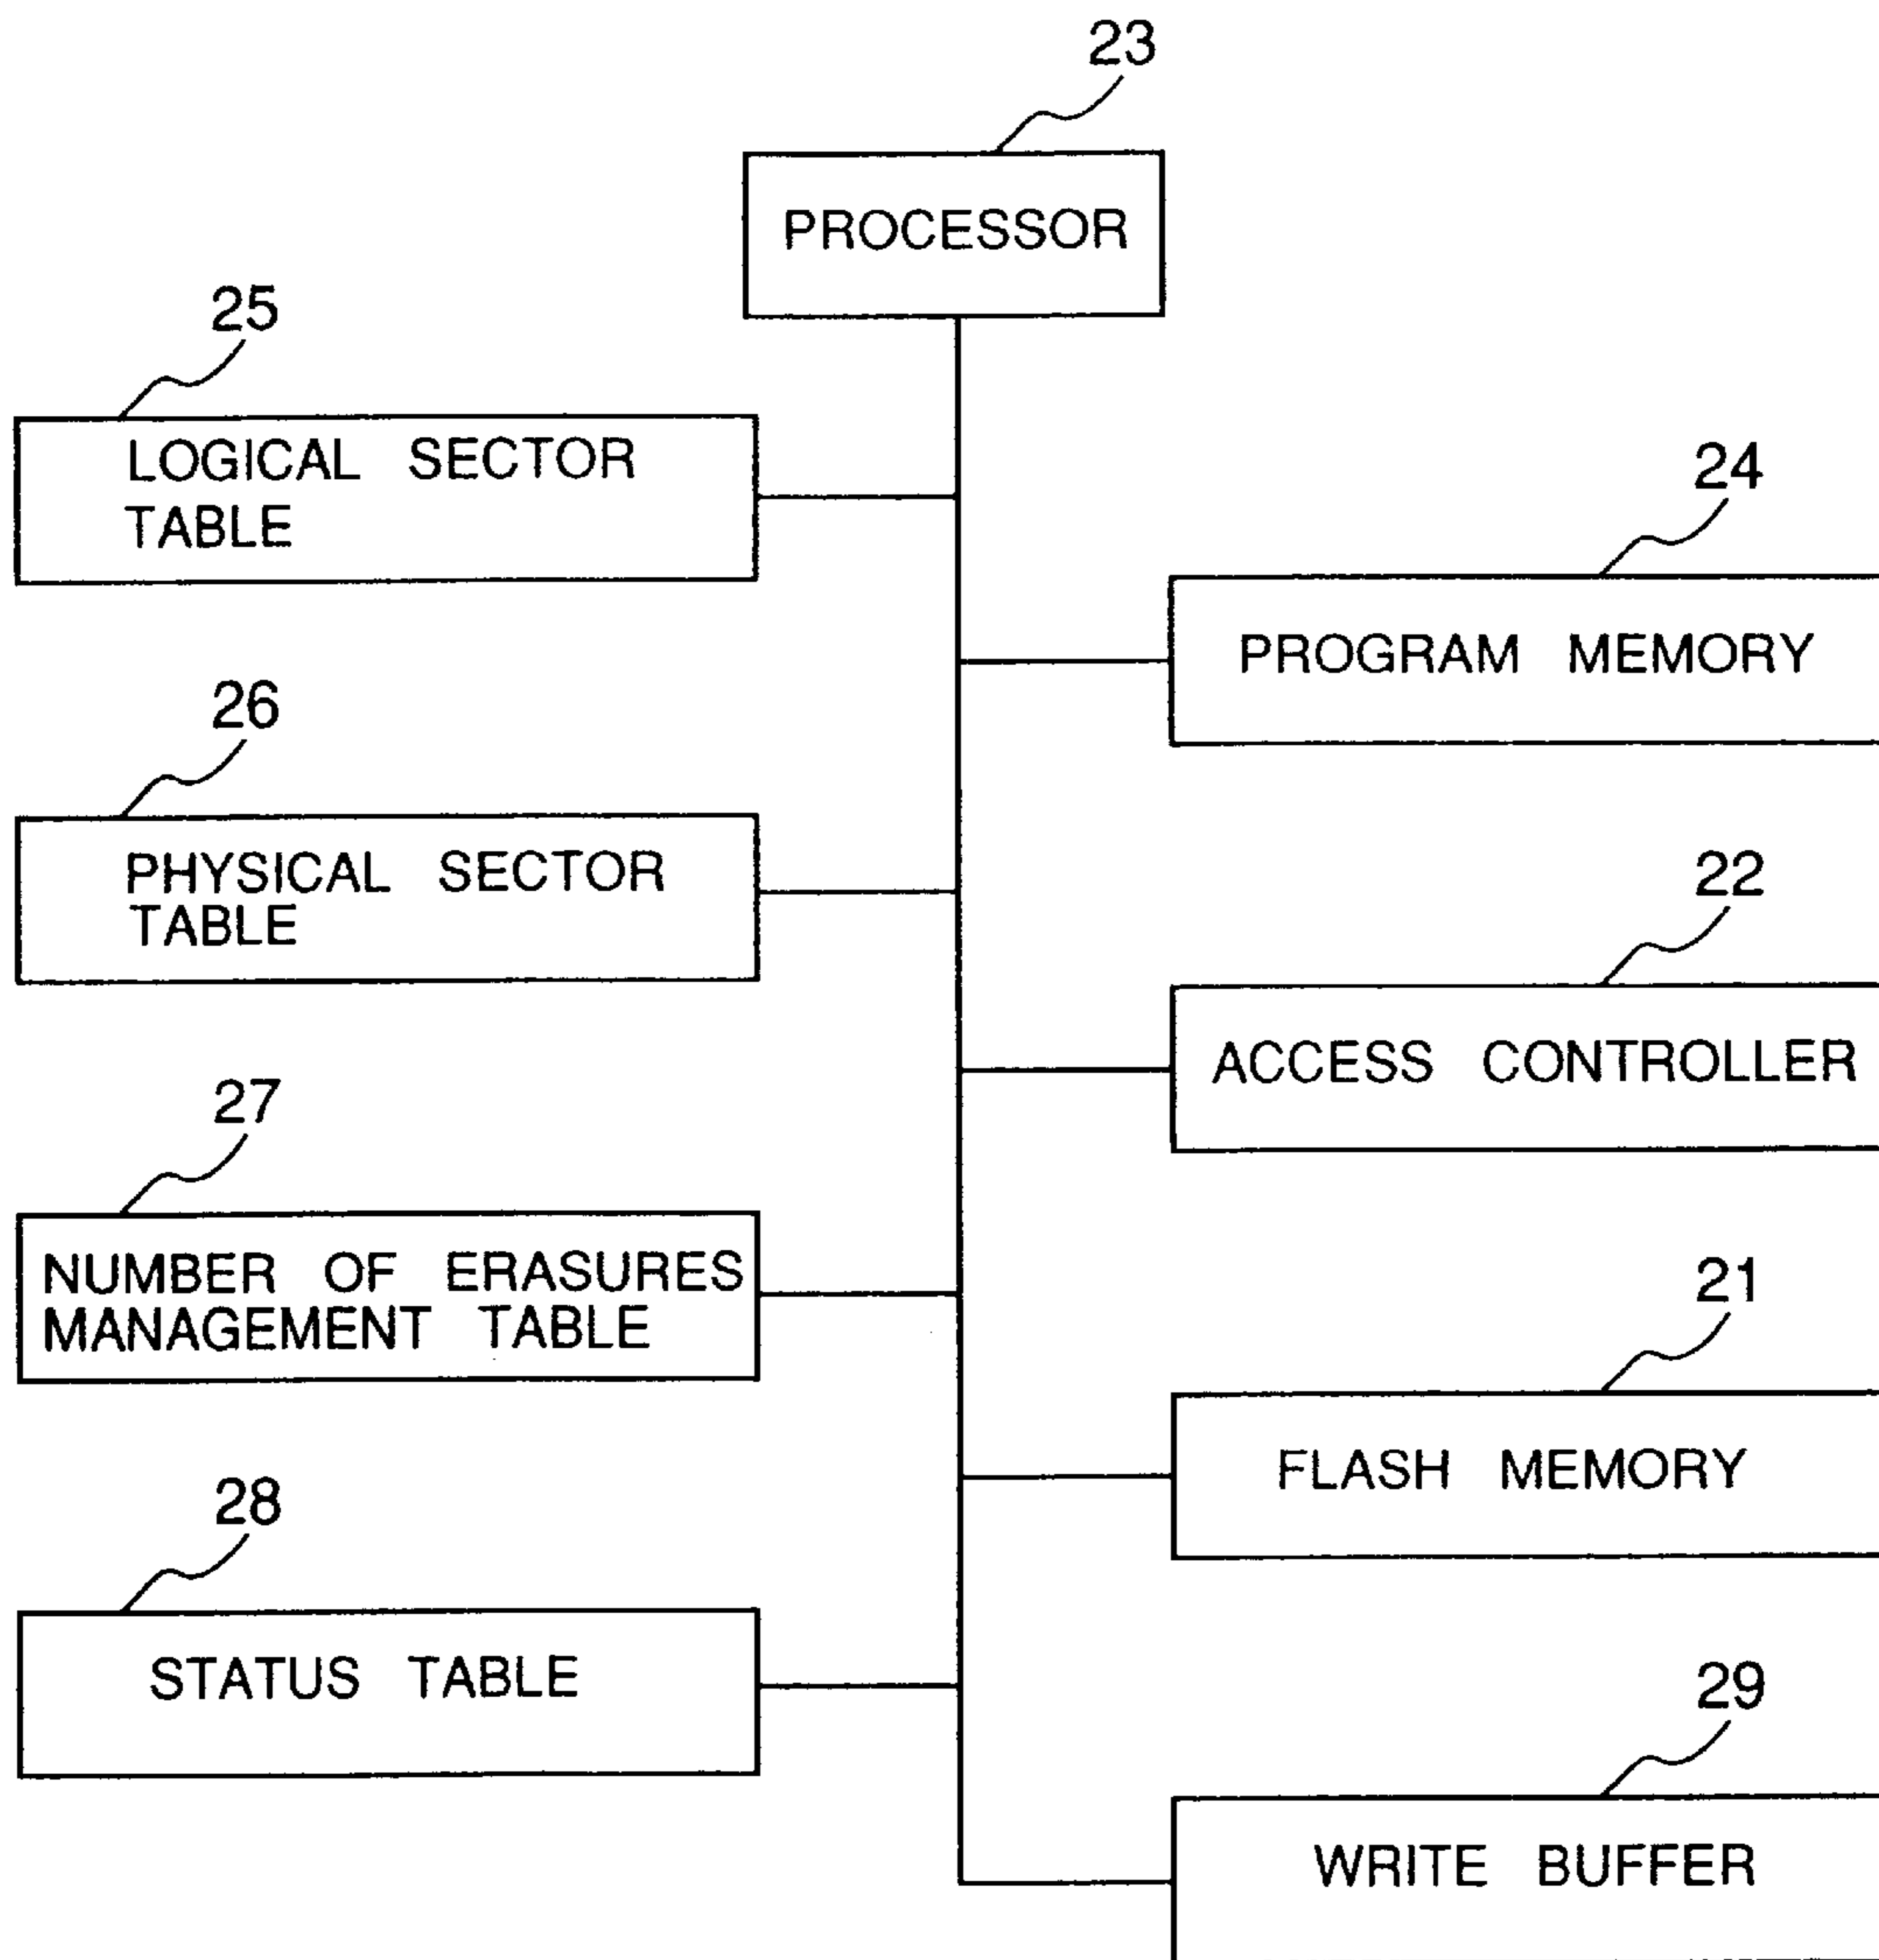 23
PROCESSOR
25
LOGICAL SECTOR
TABLE
24
PROGRAM MEMORY
26
PHYSICAL SECTOR
TABLE
22
ACCESS CONTROLLER
27
NUMBER OF ERASURES
MANAGEMENT TABLE
21
FLASH MEMORY
28
STATUS TABLE
29
WRITE BUFFER